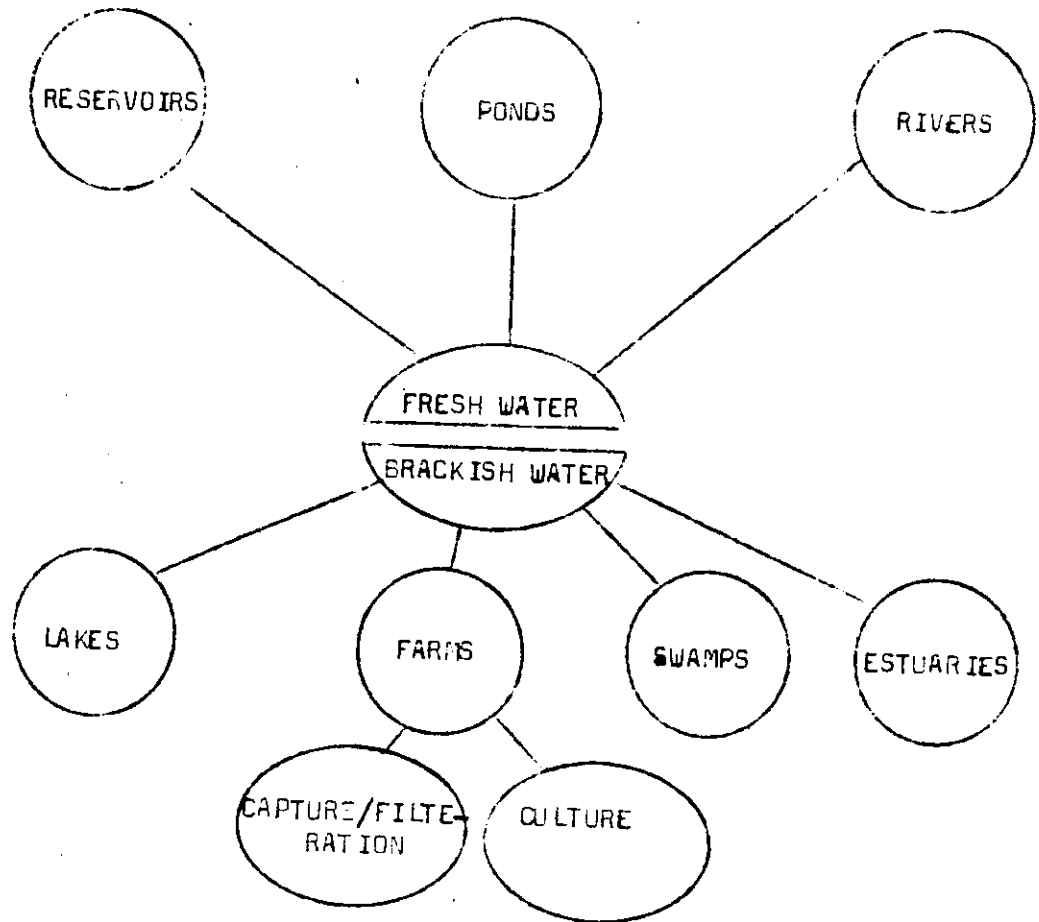 RESERVOIRS
PONDS
RIVERS
FRESH WATER
BRACKISH WATER
LAKES
FARMS
SWAMPS
ESTUARIES
CAPTURE/FILTE-
RATION
CULTURE